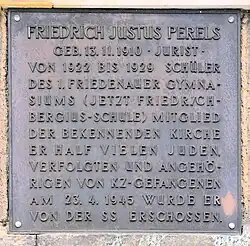 FRIEDRICH JUSTUS PERELS
GEB. 13.11.1910 · JURIST ·
VON 1922 BIS 1929 SCHÜLER
DES 1. FRIEDENAUER GYMNA-
SIUMS (JETZT FRIEDR./CH-
BERGIUS-SCHULE) MITGLIED
DER BEKENNENDEN KIRCHE
ER HALF VIELEN JUDEN,
VERFOLGTEN UND ANGEHÖ-
RIGEN VON KZ-GEFANGENEN
AM 23.4.1945 WURDE ER
VON DER SS ERSCHOSSEN.